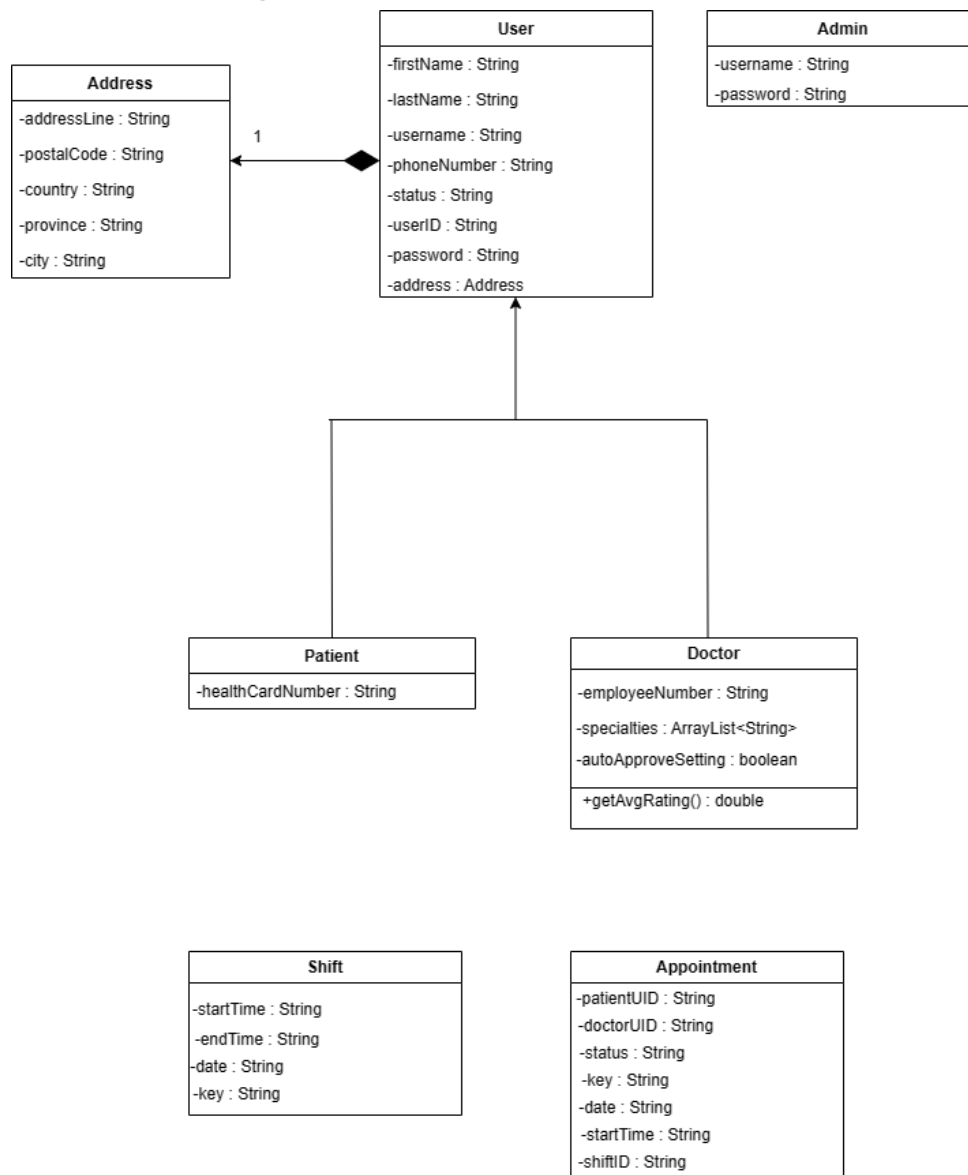 User
-firstName : String
-lastName : String
-username : String
-phoneNumber : String
-status : String
-userID : String
-password : String
-address : Address
Admin
-username : String
-password : String
Address
-addressLine : String
-postalCode : String
-country : String
-province : String
-city : String
1
Patient
-healthCardNumber : String
Doctor
-employeeNumber : String
-specialties : ArrayList<String>
-autoApproveSetting : boolean
+getAvgRating() : double
Shift
-startTime : String
-endTime : String
-date : String
-key : String
Appointment
-patientUID : String
-doctorUID : String
-status : String
-key : String
-date : String
-startTime : String
-shiftID : String